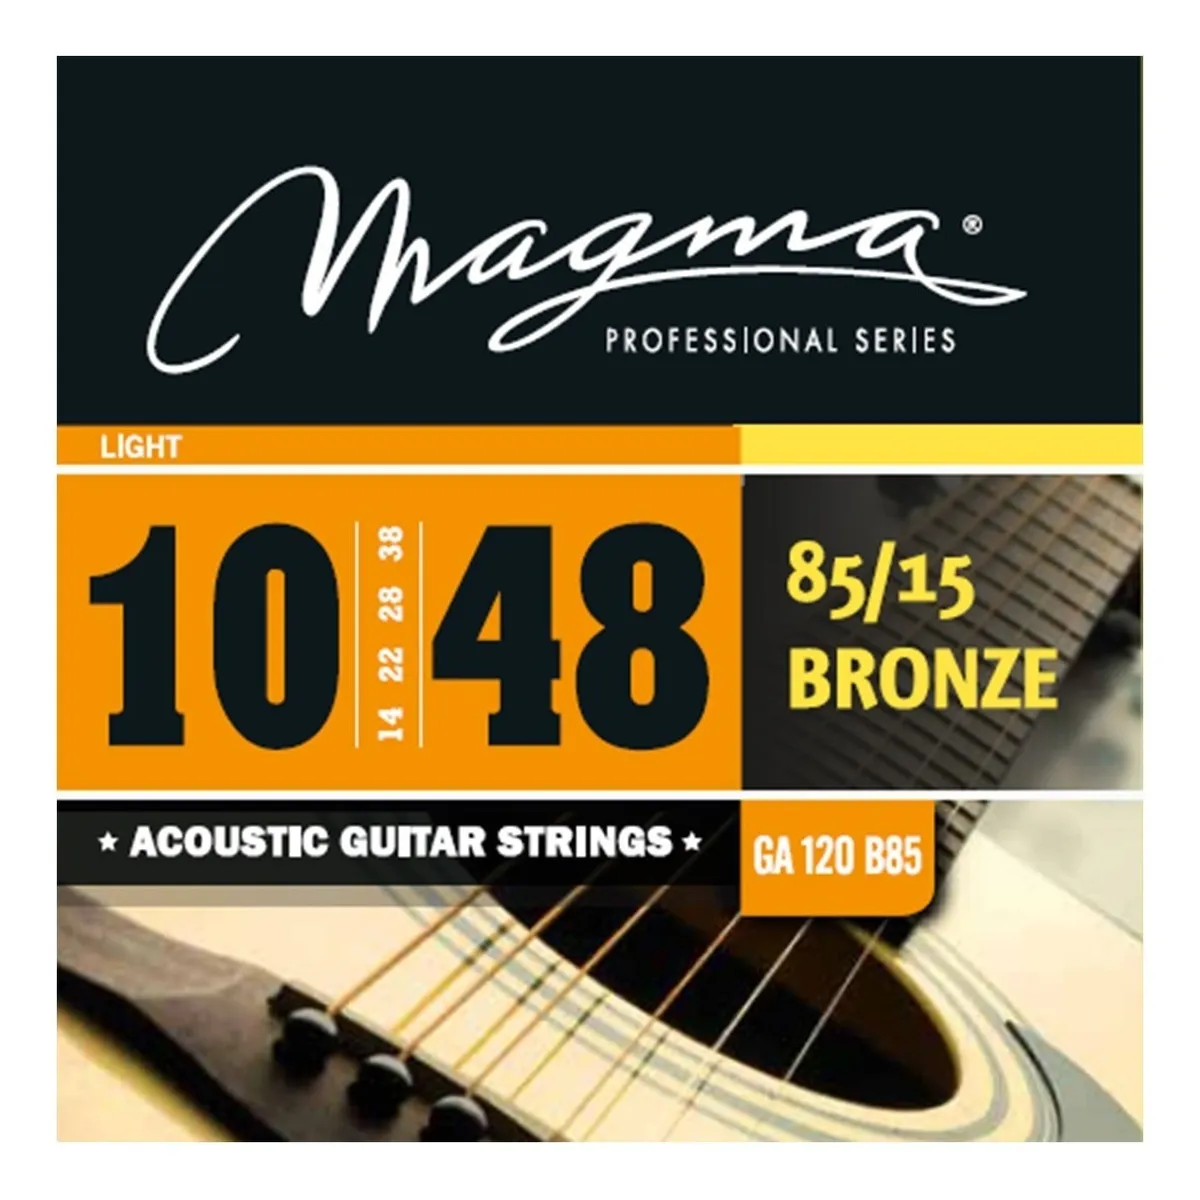 Magma®
PROFESSIONAL SERIES
LIGHT
10
14 22 28 38
48
85/15
BRONZE
★ ACOUSTIC GUITAR STRINGS ★
GA 120 B85